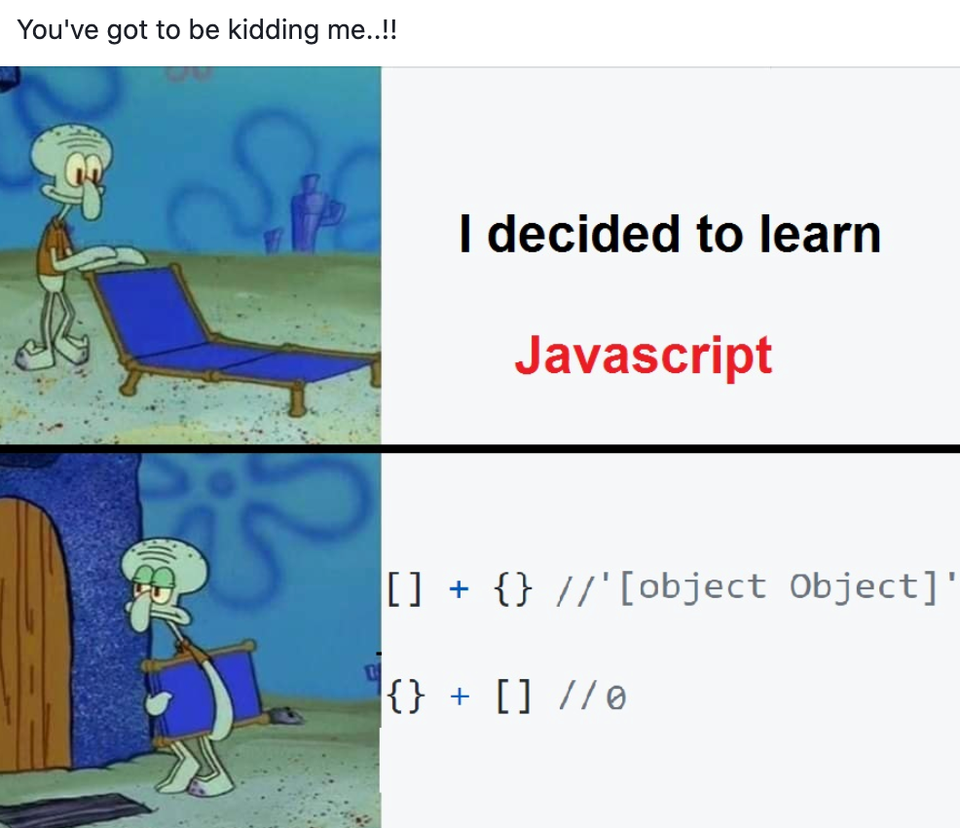 You've got to be kidding me..!!
I decided to learn
Javascript
[] + {} //'[object Object]'
{} + [] //0